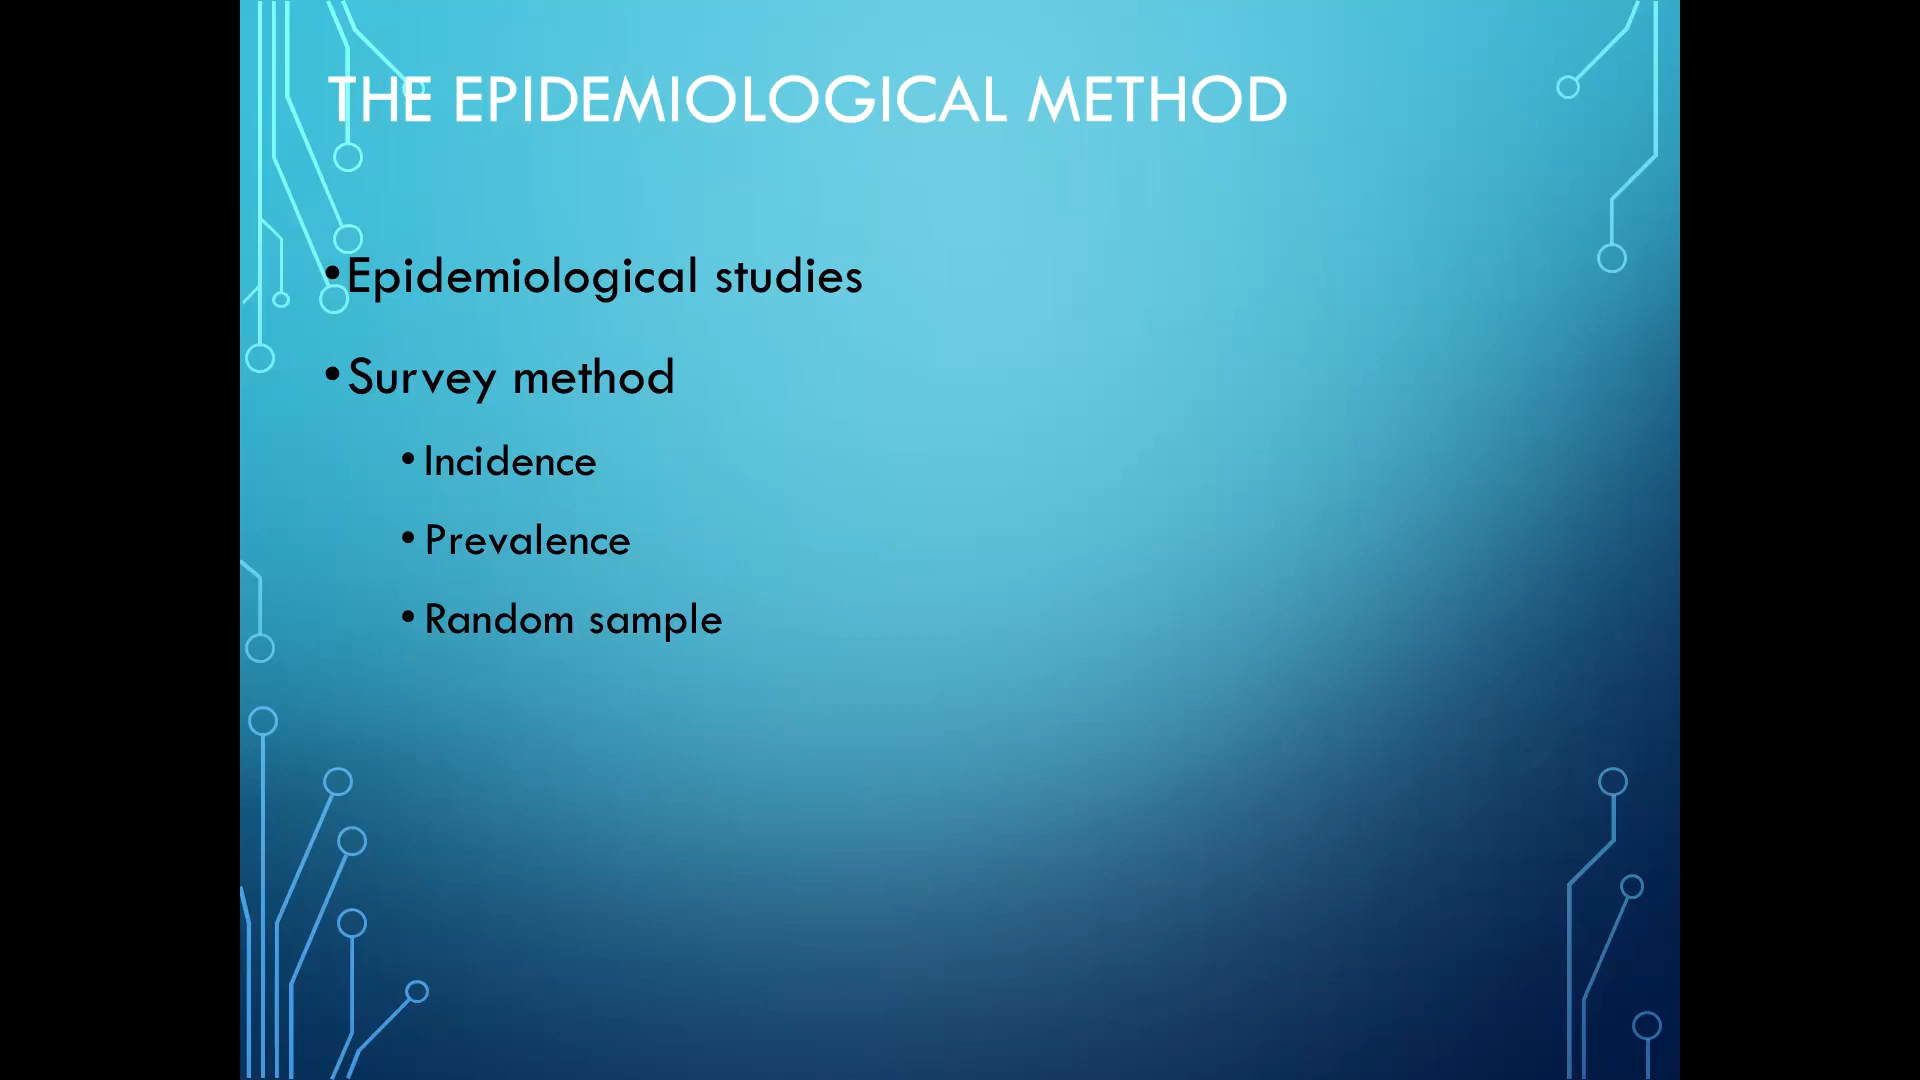 THE EPIDEMIOLOGICAL METHOD
•Epidemiological studies
•Survey method
•Incidence
•Prevalence
•Random sample